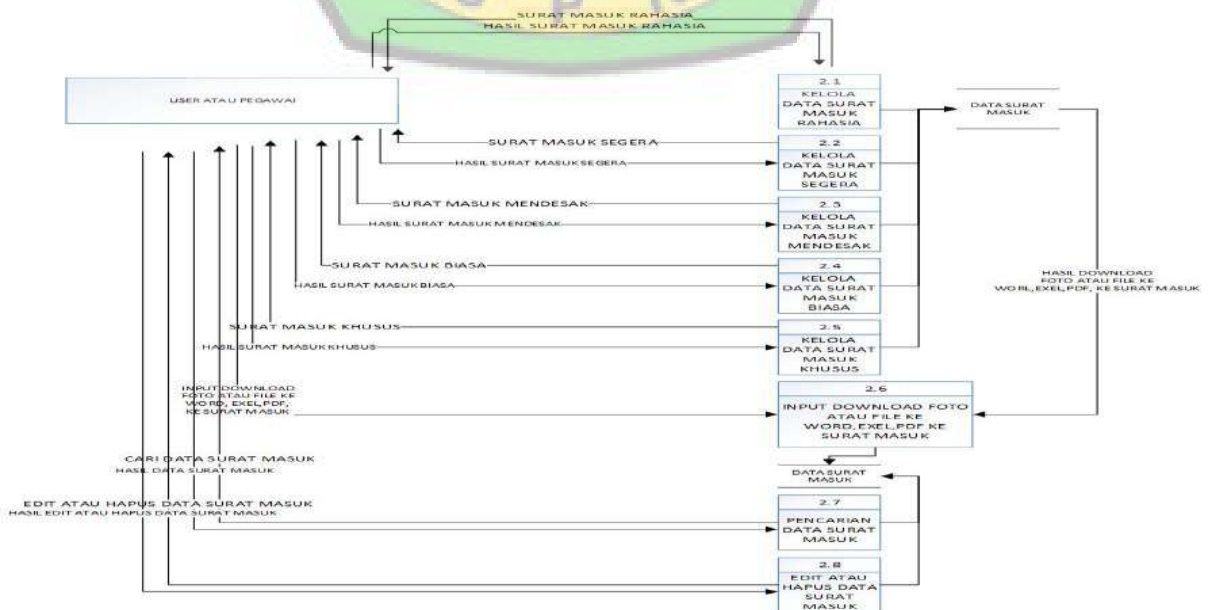 SURAT MASUK RAHASIA
HASIL SURAT MASUK RAHASIA
USER ATAU PEGAWAI
2.1
KELOLA
DATA SURAT
MASUK
RAHASIA
DATA SURAT
MASUK
SURAT MASUK SEGERA
HASIL SURAT MASUK SEGERA
2.2
KELOLA
DATA SURAT
MASUK
SEGERA
SURAT MASUK MENDESAK
HASIL SURAT MASUK MENDESAK
2.3
KELOLA
DATA SURAT
MASUK
MENDESAK
SURAT MASUK BIASA
HASIL SURAT MASUK BIASA
2.4
KELOLA
DATA SURAT
MASUK
BIASA
HASIL DOWNLOAD
FOTO ATAU FILE KE
WORL,EXEL,PDF, KE SURAT MASUK
SURAT MASUK KHUSUS
HASIL SURAT MASUK KHUSUS
2.5
KELOLA
DATA SURAT
MASUK
KHUSUS
INPUT DOWNLOAD
FOTO ATAU FILE KE
WORD, EXEL,PDF,
KE SURAT MASUK
2.6
INPUT DOWNLOAD FOTO
ATAU FILE KE
WORD,EXEL,PDF KE
SURAT MASUK
CARI DATA SURAT MASUK
HASIL DATA SURAT MASUK
DATA SURAT
MASUK
EDIT ATAU HAPUS DATA SURAT MASUK
HASIL EDIT ATAU HAPUS DATA SURAT MASUK
2.7
PENCARIAN
DATA SURAT
MASUK
2.8
EDIT ATAU
HAPUS DATA
SURAT
MASUK